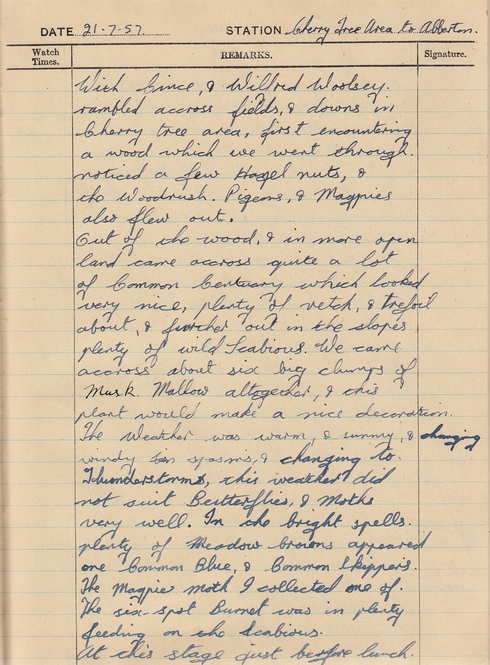 DATE 21-7-57. STATION Cherry Tree Area to Abberton.
Watch Times. REMARKS. Signature.
With Cince, & Wilfred Woolsey.
rambled accross fields, & downs in
Cherry tree area, first encountering
a wood which we went through.
noticed a few Hazel nuts, &
the Woodrush. Pigeons, & Magpies
also flew out.
Out of the wood, & in more open
land came accross quite a lot
of Common Centuary which looked
very nice, plenty of vetch, & trefoil
about, & further out in the slopes
plenty of wild Scabious. We came
accross about six big clumps of
Musk Mallow altogether, & this
plant would make a nice decoration.
The Weather was warm, & sunny, & changing
windy in spasms, & changing to.
Thunderstorms, this weather did
not suit Beutterflies, & Moths
very well. In the bright spells.
plenty of Meadow browns appeared
one Common Blue, & Common Skippers.
The Magpie moth I collected one of.
The six-spot Burnet was in plenty
feeding on the Scabious.
At this stage just before lunch.